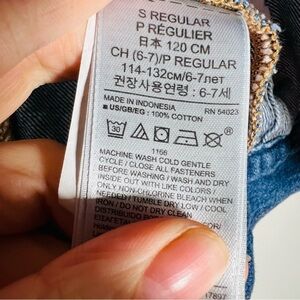 S REGULAR
P RÉGULIER
日本 120 CM
CH (6-7)/P REGULAR
114-132см/6-7лет
권장사용연령 : 6-7세
MADE IN INDONESIA
RN 54023
US/GB/EG : 100% COTTON
30
1166
MACHINE WASH COLD GENTLE
CYCLE / CLOSE ALL FASTENERS
BEFORE WASHING / WASH AND DRY
INSIDE OUT WITH LIKE COLORS /
ONLY NON-CHLORINE BLEACH WHEN
NEEDED / TUMBLE DRY LOW / COOL
IRON / DO NOT DRY CLEAN
DISTRIBUIDO
17897